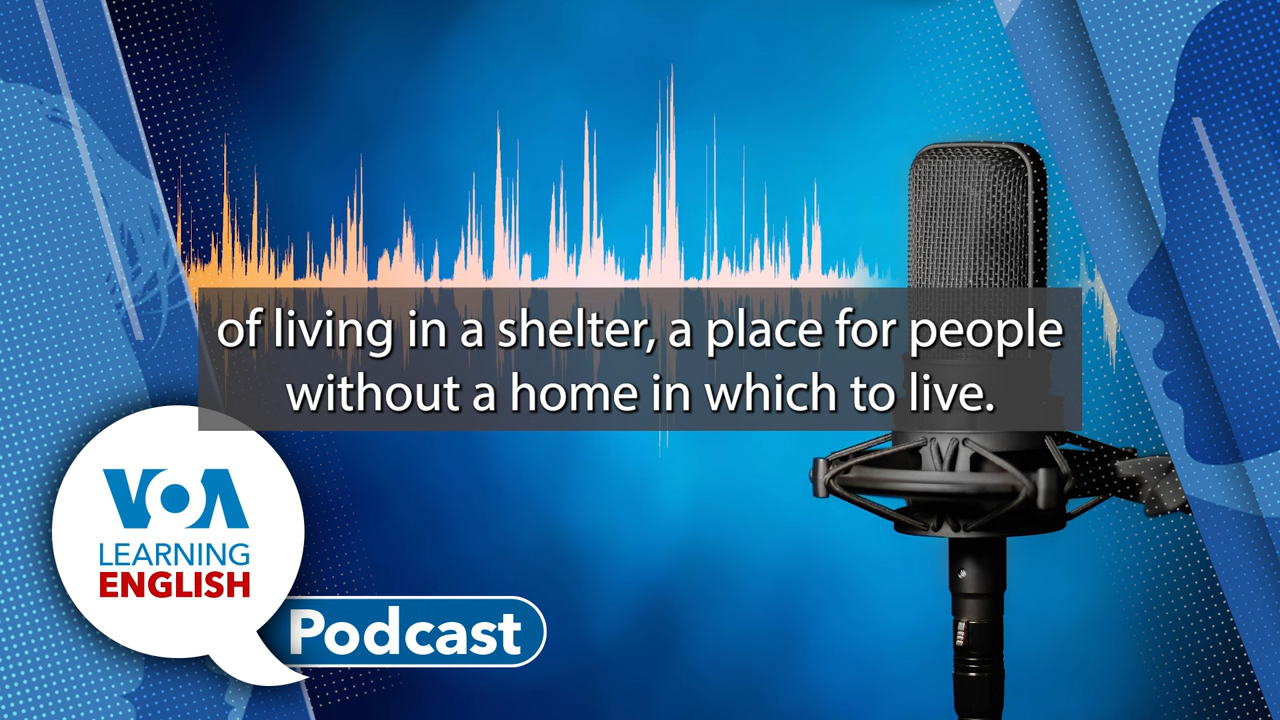 of living in a shelter, a place for people
without a home in which to live.
VOA
LEARNING
ENGLISH
Podcast